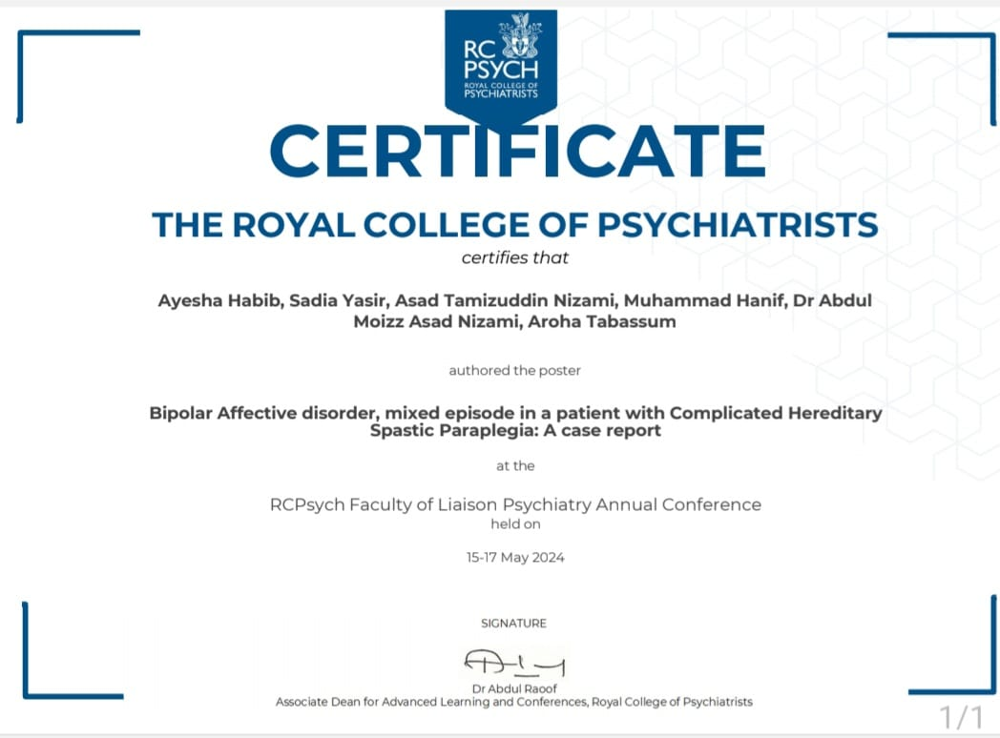 RC
PSYCH
ROYAL COLLEGE OF
PSYCHIATRISTS
CERTIFICATE
THE ROYAL COLLEGE OF PSYCHIATRISTS
certifies that
Ayesha Habib, Sadia Yasir, Asad Tamizuddin Nizami, Muhammad Hanif, Dr Abdul
Moizz Asad Nizami, Aroha Tabassum
authored the poster
Bipolar Affective disorder, mixed episode in a patient with Complicated Hereditary
Spastic Paraplegia: A case report
at the
RCPsych Faculty of Liaison Psychiatry Annual Conference
held on
15-17 May 2024
SIGNATURE
Dr Abdul Raoof
Associate Dean for Advanced Learning and Conferences, Royal College of Psychiatrists
1/1